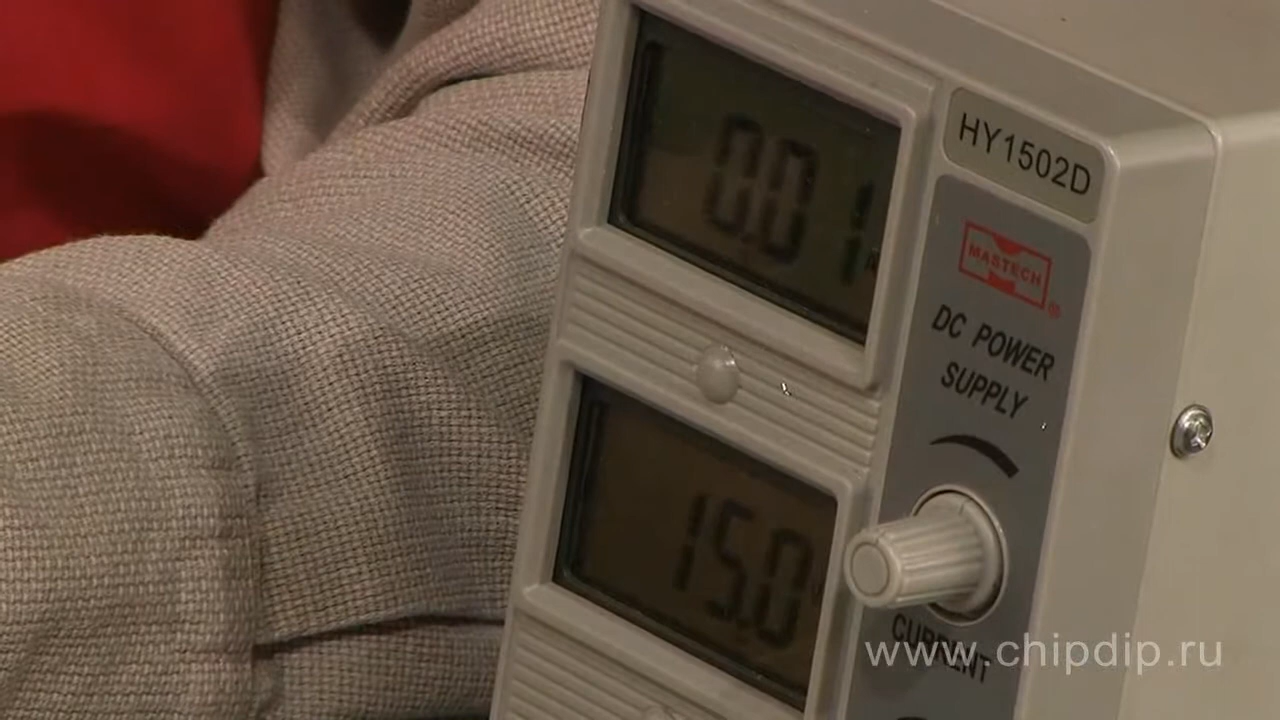 0.01 A
HY1502D
MASTECH ®
DC POWER
SUPPLY
15.0
CURRENT
www.chipdip.ru